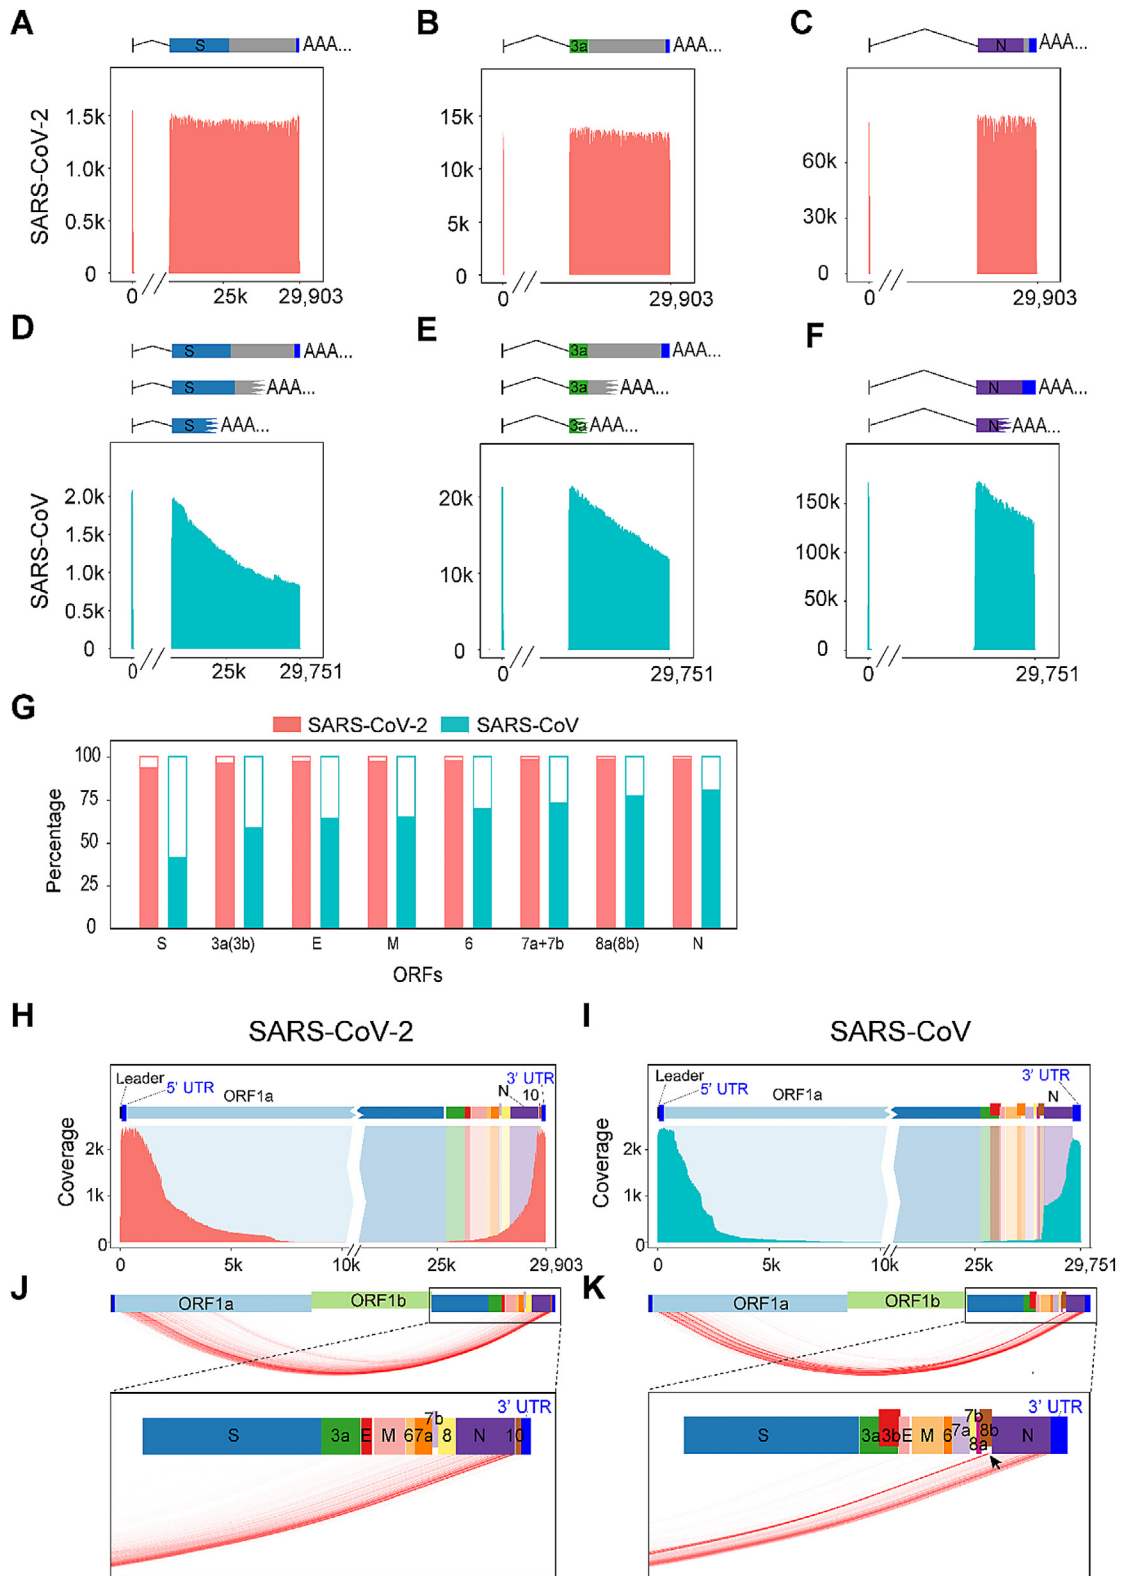 A
B
C
S AAA...
3a AAA...
N AAA...
SARS-CoV-2
1.5k
1.0k
0.5k
0
0 25k 29,903
15k
10k
5k
0
0 29,903
60k
30k
0
0 29,903
D
E
F
S AAA...
S AAA...
S AAA...
3a AAA...
3a AAA...
3a AAA...
N AAA...
N AAA...
SARS-CoV
2.0k
1.5k
1.0k
0.5k
0
0 25k 29,751
20k
10k
0
0 29,751
150k
100k
50k
0
0 29,751
G
SARS-CoV-2 SARS-CoV
Percentage
100
75
50
25
0
S 3a(3b) E M 6 7a+7b 8a(8b) N
ORFs
H
SARS-CoV-2
Leader
5' UTR
ORF1a
N
3' UTR
10
Coverage
2k
1k
0
0 5k 10k 25k 29,903
I
SARS-CoV
Leader
5' UTR
ORF1a
3' UTR
N
Coverage
2k
1k
0
0 5k 10k 25k 29,751
J
ORF1a ORF1b
7b 3' UTR
S 3a E M 6 7a 8 N 10
K
ORF1a ORF1b
7b 3' UTR
S 3a 3b E M 6 7a 8a 8b N